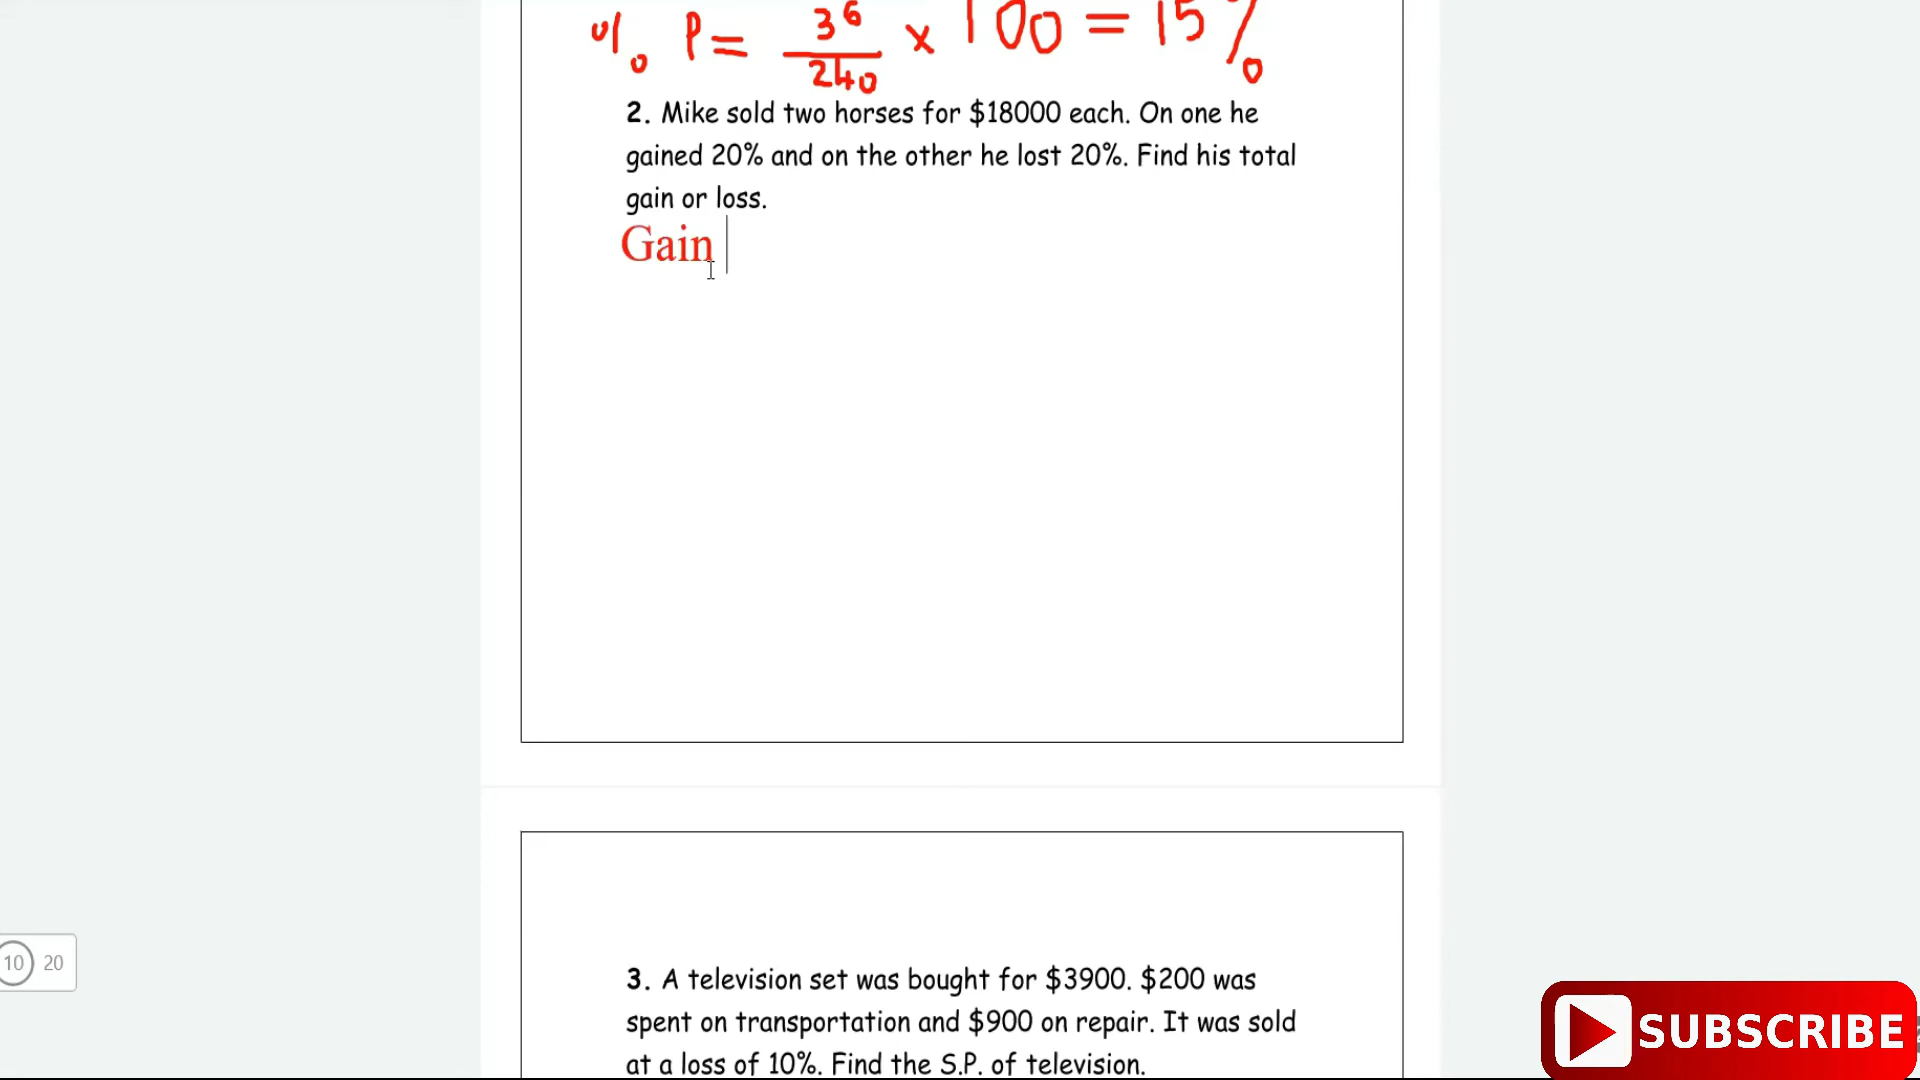 % P = 36/240 x 100 = 15%
2. Mike sold two horses for $18000 each. On one he
gained 20% and on the other he lost 20%. Find his total
gain or loss.
Gain
3. A television set was bought for $3900. $200 was
spent on transportation and $900 on repair. It was sold
at a loss of 10%. Find the S.P. of television.
10 20
SUBSCRIBE